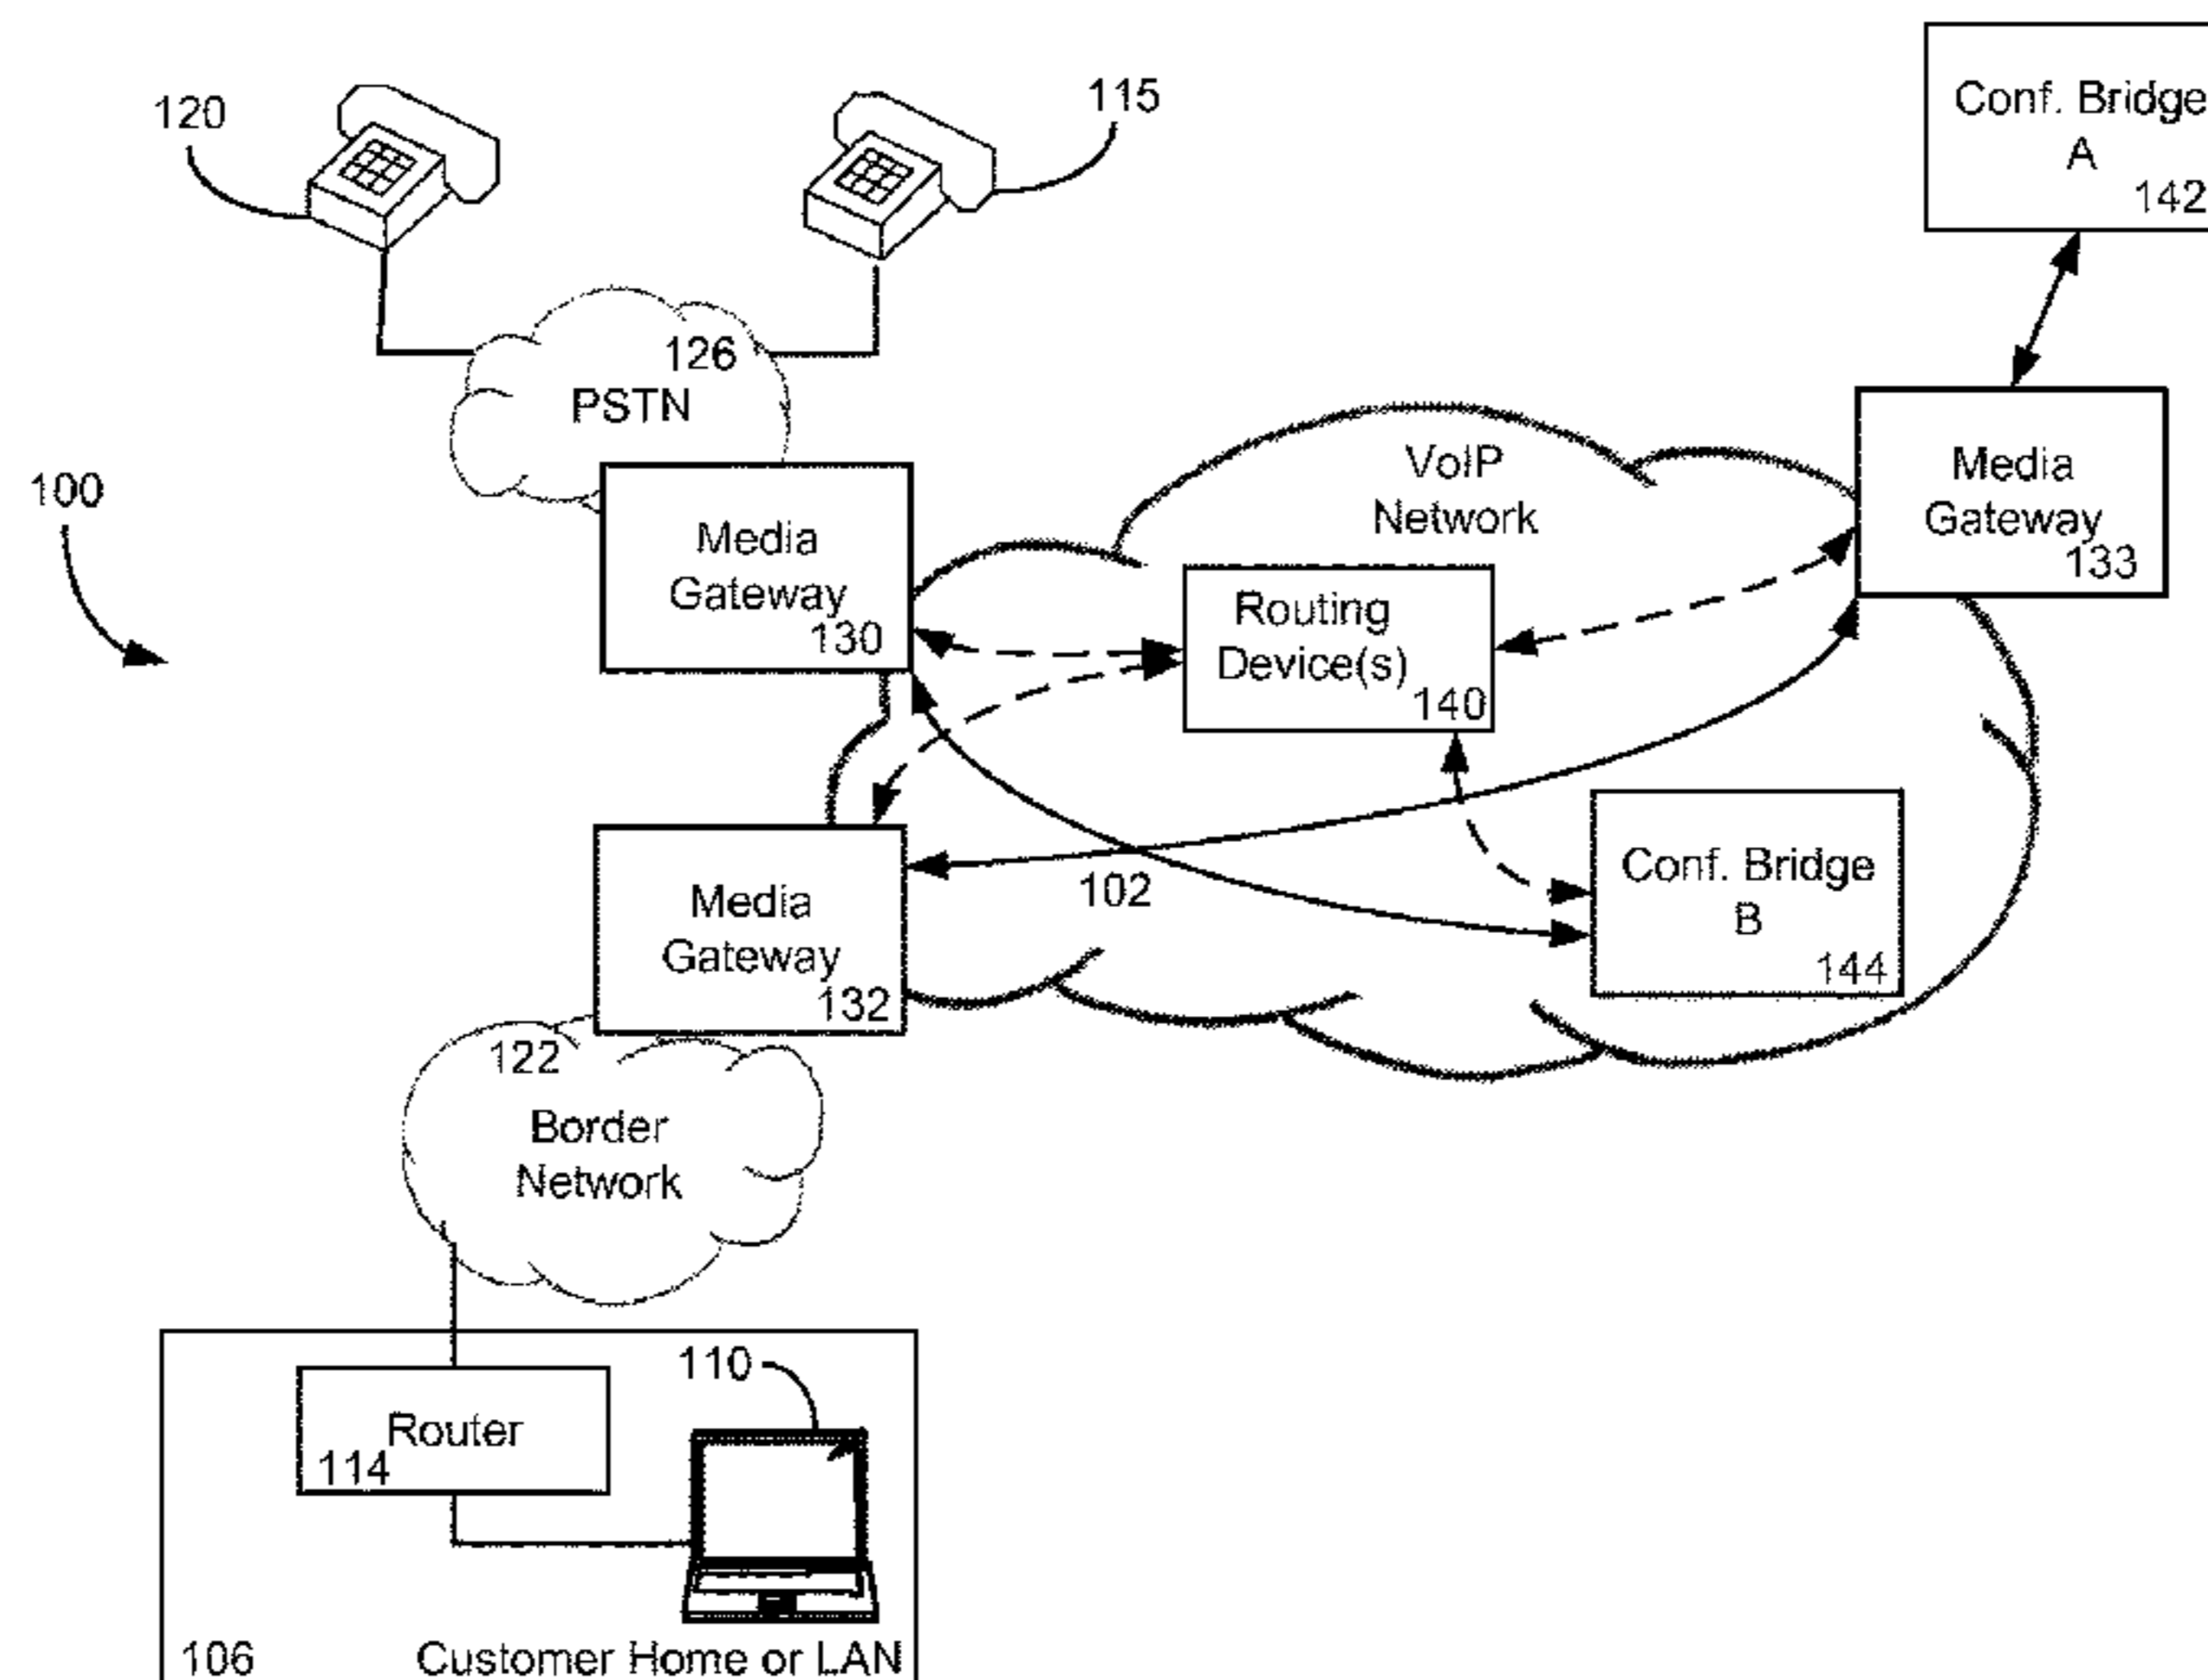 120
115
Conf. Bridge
A
142
126
PSTN
100
VoIP
Network
Media
Gateway
133
Media
Gateway
130
Routing
Device(s)
140
Media
Gateway
132
102
Conf. Bridge
B
144
122
Border
Network
110
Router
114
106
Customer Home or LAN